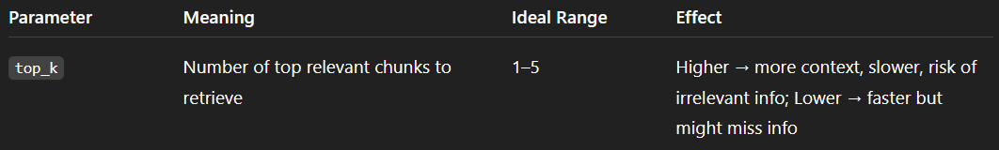 Parameter Meaning Ideal Range Effect
top_k Number of top relevant chunks to 1–5 Higher → more context, slower, risk of
retrieve irrelevant info; Lower → faster but
might miss info